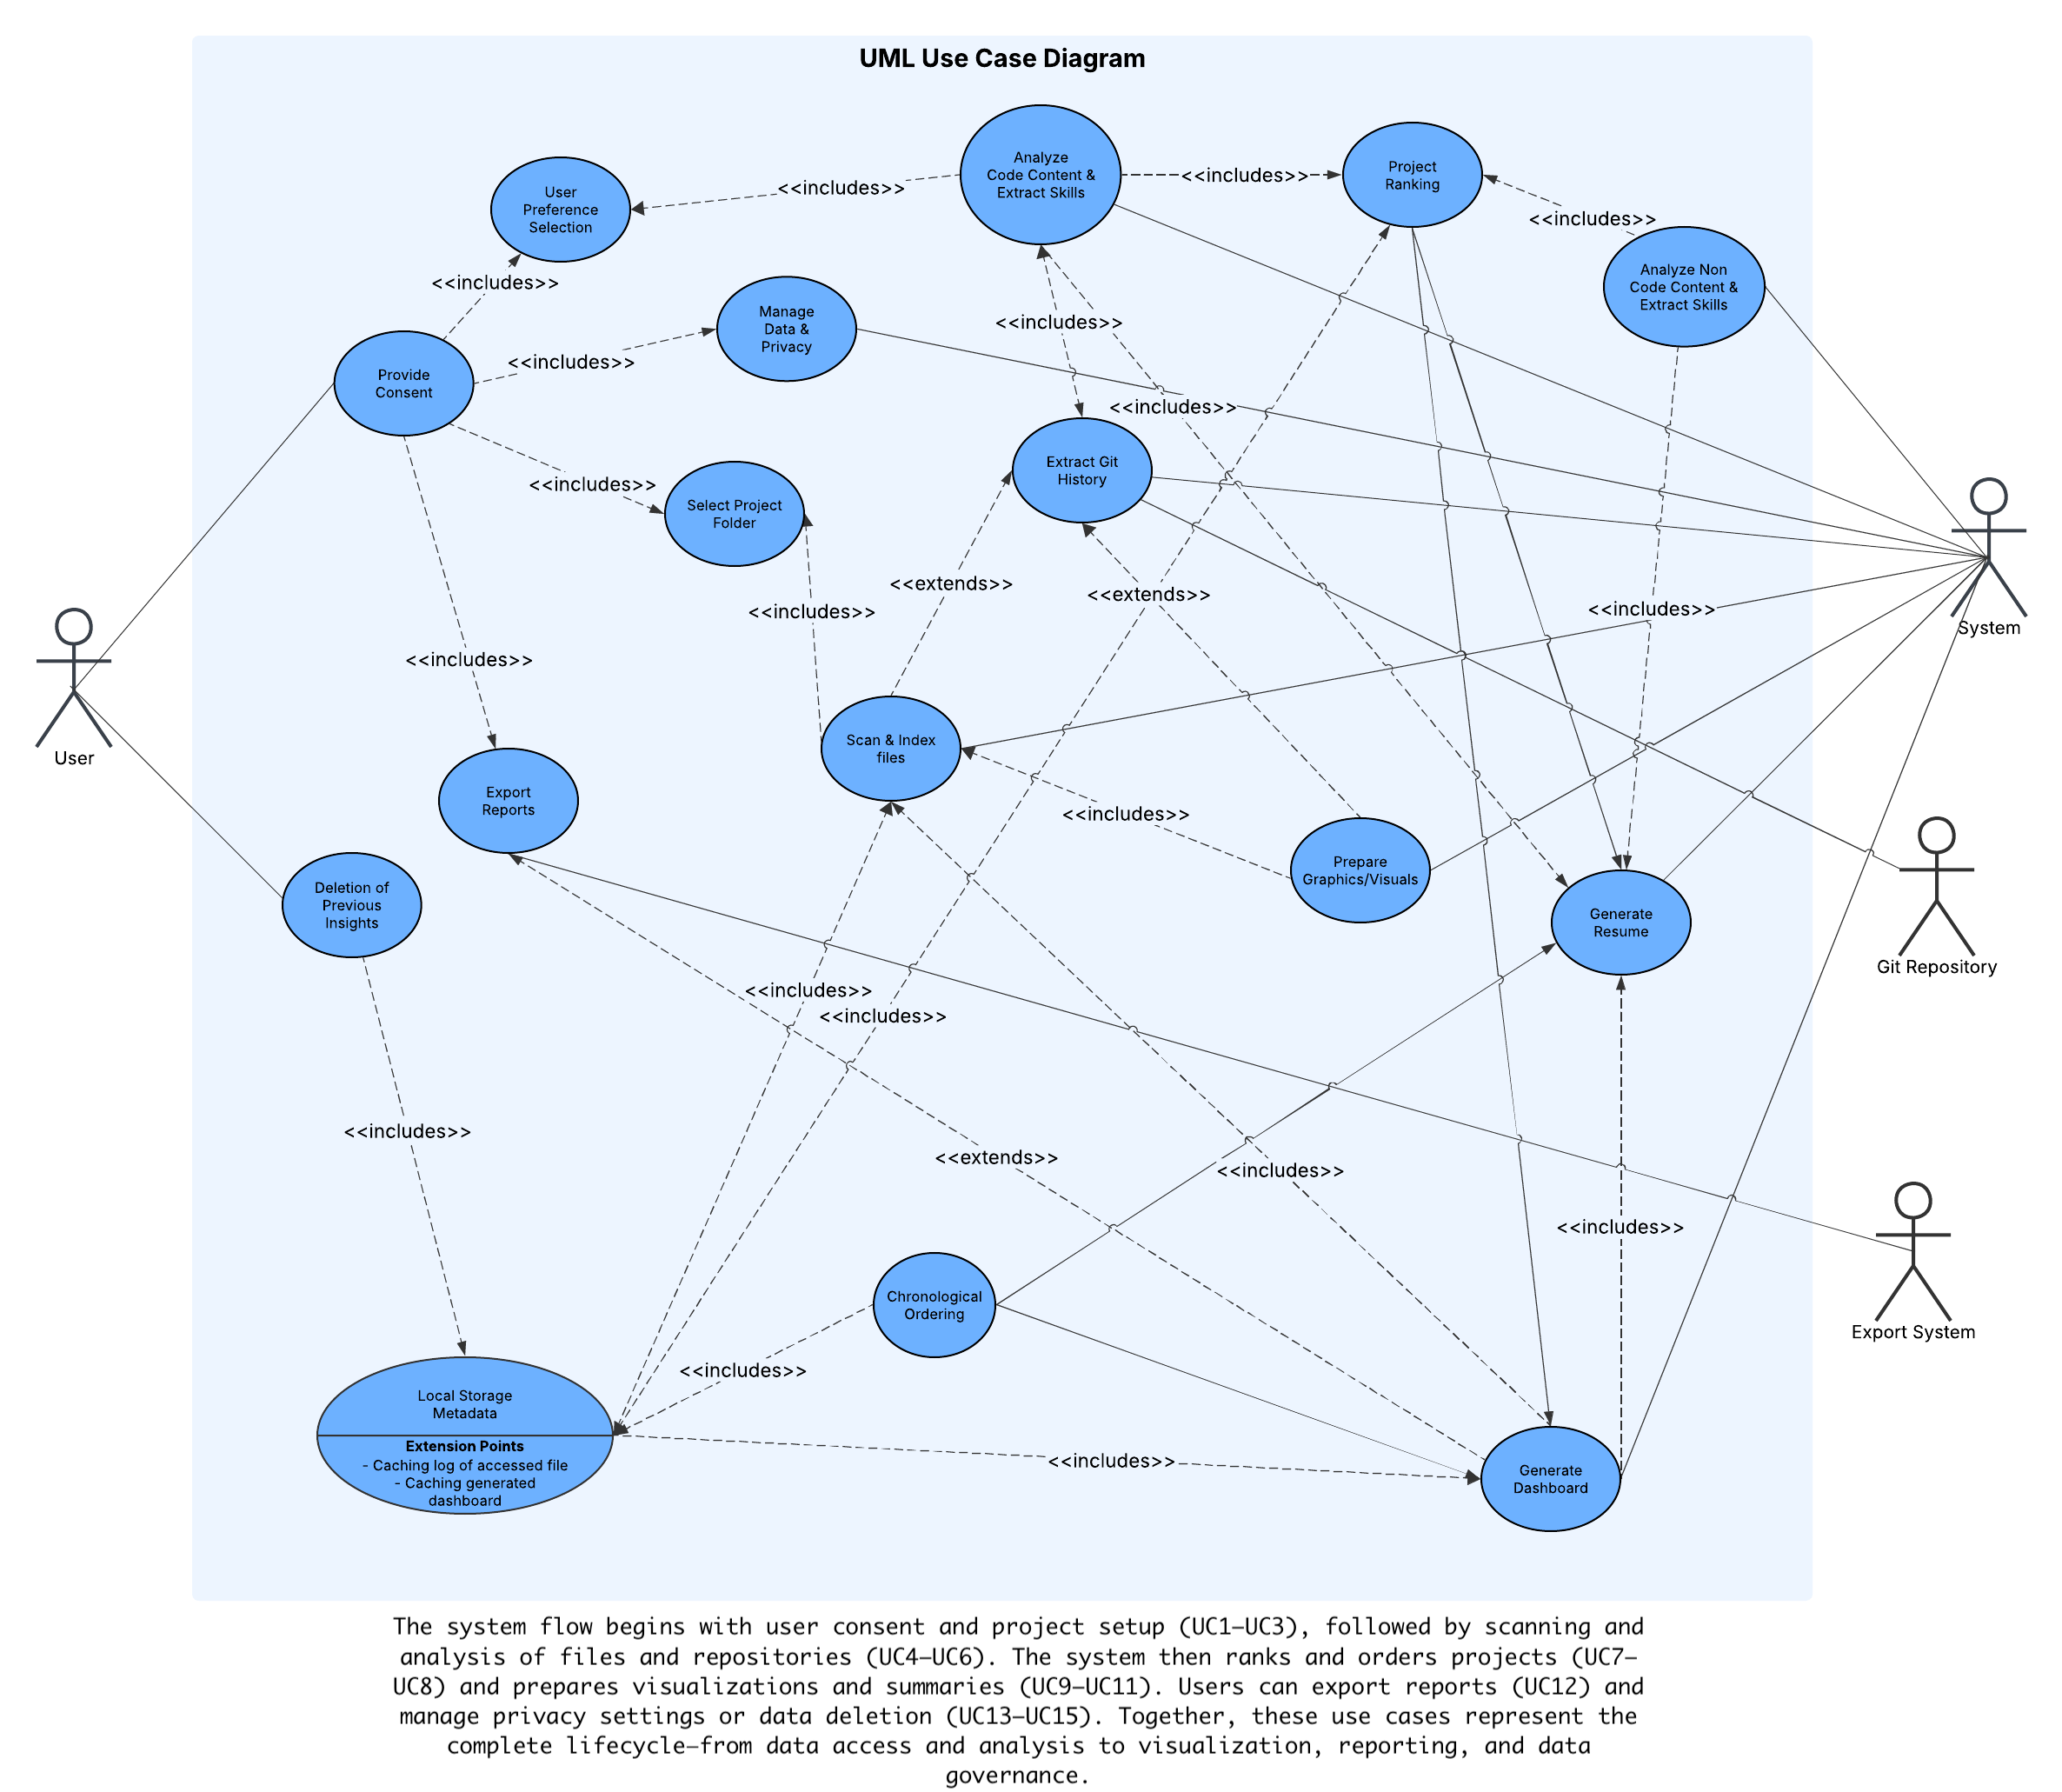 UML Use Case Diagram
Analyze
Code Content &
Extract Skills
Project
Ranking
<<includes>>
<<includes>>
User
Preference
Selection
<<includes>>
Analyze Non
Code Content &
Extract Skills
<<includes>>
Manage
Data &
Privacy
<<includes>>
<<includes>>
Provide
Consent
<<includes>>
Extract Git
History
<<includes>>
Select Project
Folder
<<extends>>
<<extends>>
<<includes>>
<<includes>>
System
<<includes>>
Scan & Index
files
User
Export
Reports
<<includes>>
Prepare
Graphics/Visuals
Deletion of
Previous
Insights
Generate
Resume
Git Repository
<<includes>>
<<includes>>
<<includes>>
<<extends>>
<<includes>>
<<includes>>
Chronological
Ordering
Export System
<<includes>>
Local Storage
Metadata
Extension Points
- Caching log of accessed file
- Caching generated
dashboard
<<includes>>
Generate
Dashboard
The system flow begins with user consent and project setup (UC1–UC3), followed by scanning and
analysis of files and repositories (UC4–UC6). The system then ranks and orders projects (UC7–
UC8) and prepares visualizations and summaries (UC9–UC11). Users can export reports (UC12) and
manage privacy settings or data deletion (UC13–UC15). Together, these use cases represent the
complete lifecycle—from data access and analysis to visualization, reporting, and data
governance.